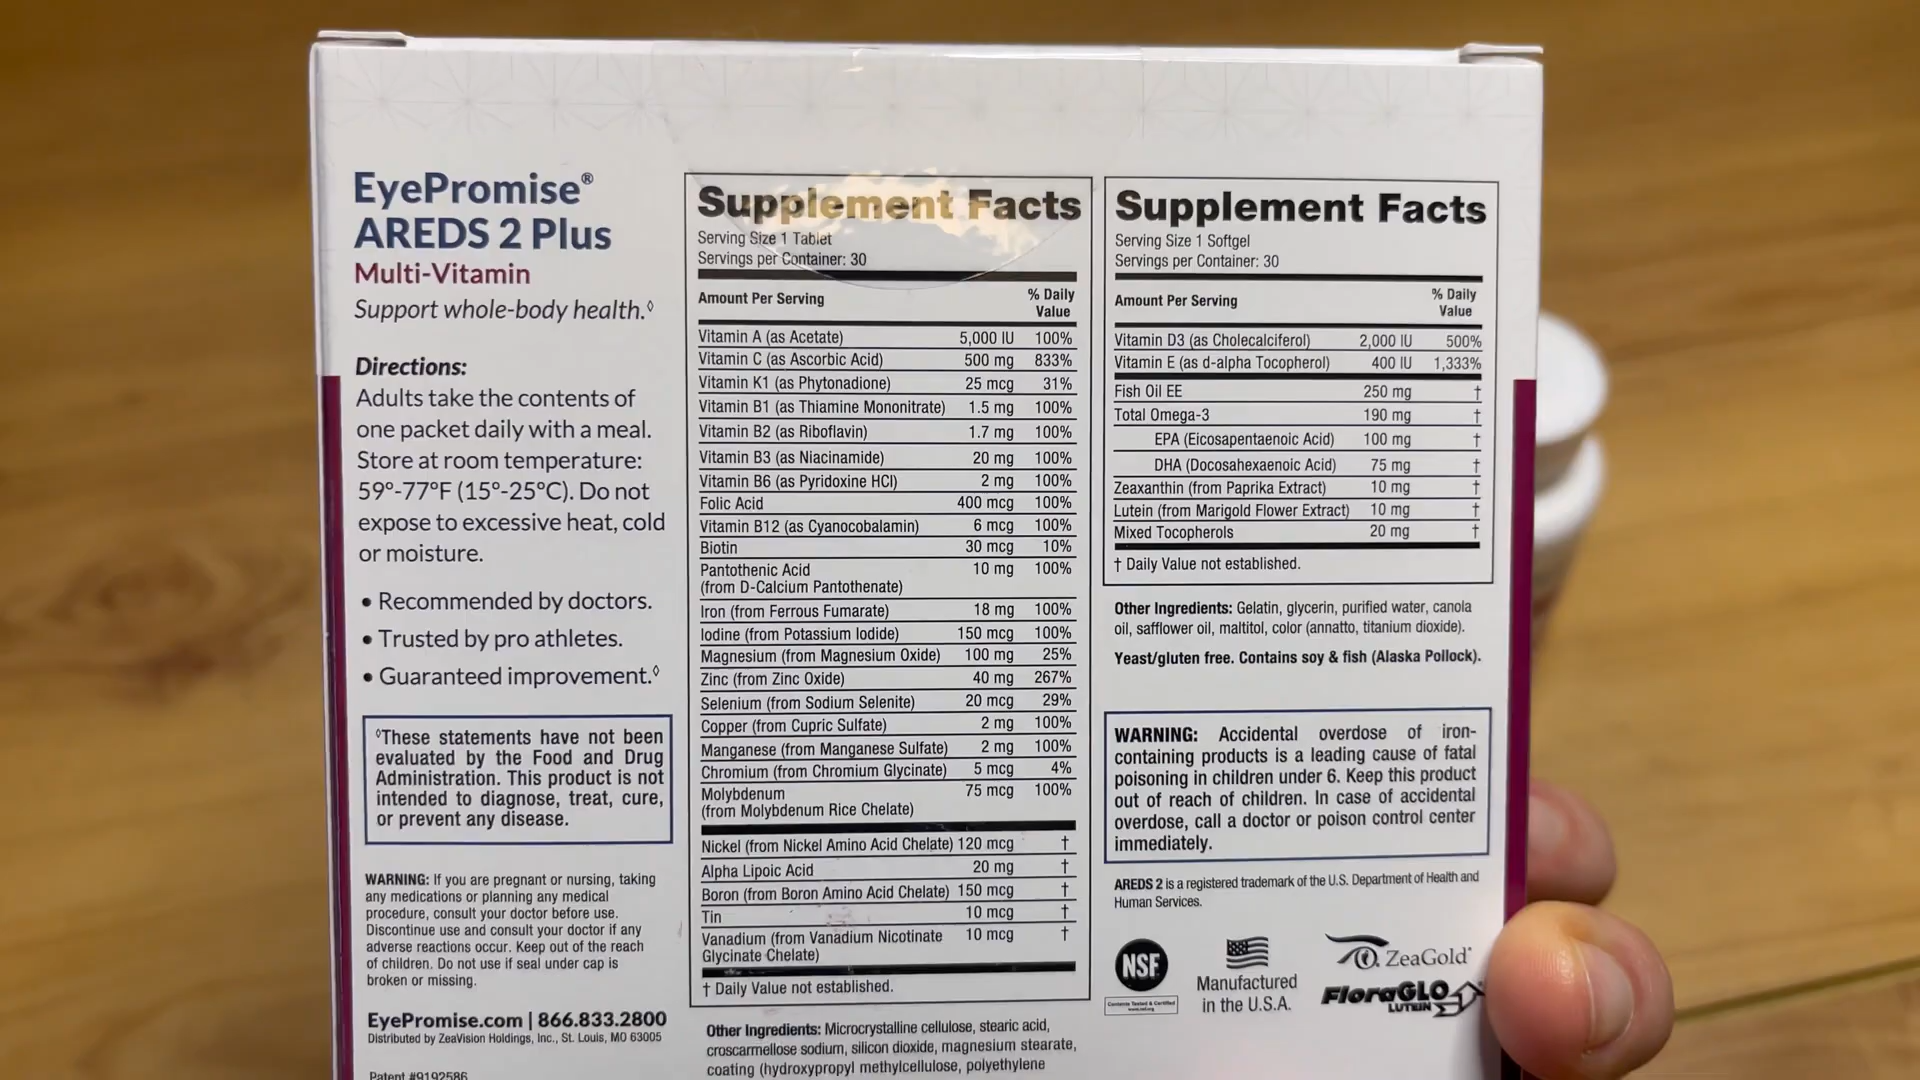 EyePromise®
AREDS 2 Plus
Multi-Vitamin
Support whole-body health.◊
Directions:
Adults take the contents of
one packet daily with a meal.
Store at room temperature:
59°-77°F (15°-25°C). Do not
expose to excessive heat, cold
or moisture.
• Recommended by doctors.
• Trusted by pro athletes.
• Guaranteed improvement.◊
◊These statements have not been
evaluated by the Food and Drug
Administration. This product is not
intended to diagnose, treat, cure,
or prevent any disease.
WARNING: If you are pregnant or nursing, taking
any medications or planning any medical
procedure, consult your doctor before use.
Discontinue use and consult your doctor if any
adverse reactions occur. Keep out of the reach
of children. Do not use if seal under cap is
broken or missing.
EyePromise.com | 866.833.2800
Distributed by ZeaVision Holdings, Inc., St. Louis, MO 63005
Patent #9192586
Supplement Facts
Serving Size 1 Tablet
Servings per Container: 30
Amount Per Serving % Daily
Value
Vitamin A (as Acetate) 5,000 IU 100%
Vitamin C (as Ascorbic Acid) 500 mg 833%
Vitamin K1 (as Phytonadione) 25 mcg 31%
Vitamin B1 (as Thiamine Mononitrate) 1.5 mg 100%
Vitamin B2 (as Riboflavin) 1.7 mg 100%
Vitamin B3 (as Niacinamide) 20 mg 100%
Vitamin B6 (as Pyridoxine HCl) 2 mg 100%
Folic Acid 400 mcg 100%
Vitamin B12 (as Cyanocobalamin) 6 mcg 100%
Biotin 30 mcg 10%
Pantothenic Acid 10 mg 100%
(from D-Calcium Pantothenate)
Iron (from Ferrous Fumarate) 18 mg 100%
Iodine (from Potassium Iodide) 150 mcg 100%
Magnesium (from Magnesium Oxide) 100 mg 25%
Zinc (from Zinc Oxide) 40 mg 267%
Selenium (from Sodium Selenite) 20 mcg 29%
Copper (from Cupric Sulfate) 2 mg 100%
Manganese (from Manganese Sulfate) 2 mg 100%
Chromium (from Chromium Glycinate) 5 mcg 4%
Molybdenum 75 mcg 100%
(from Molybdenum Rice Chelate)
Nickel (from Nickel Amino Acid Chelate) 120 mcg †
Alpha Lipoic Acid 20 mg †
Boron (from Boron Amino Acid Chelate) 150 mcg †
Tin 10 mcg †
Vanadium (from Vanadium Nicotinate 10 mcg †
Glycinate Chelate)
† Daily Value not established.
Other Ingredients: Microcrystalline cellulose, stearic acid,
croscarmellose sodium, silicon dioxide, magnesium stearate,
coating (hydroxypropyl methylcellulose, polyethylene
Supplement Facts
Serving Size 1 Softgel
Servings per Container: 30
Amount Per Serving % Daily
Value
Vitamin D3 (as Cholecalciferol) 2,000 IU 500%
Vitamin E (as d-alpha Tocopherol) 400 IU 1,333%
Fish Oil EE 250 mg †
Total Omega-3 190 mg †
EPA (Eicosapentaenoic Acid) 100 mg †
DHA (Docosahexaenoic Acid) 75 mg †
Zeaxanthin (from Paprika Extract) 10 mg †
Lutein (from Marigold Flower Extract) 10 mg †
Mixed Tocopherols 20 mg †
† Daily Value not established.
Other Ingredients: Gelatin, glycerin, purified water, canola
oil, safflower oil, maltitol, color (annatto, titanium dioxide).
Yeast/gluten free. Contains soy & fish (Alaska Pollock).
WARNING: Accidental overdose of iron-
containing products is a leading cause of fatal
poisoning in children under 6. Keep this product
out of reach of children. In case of accidental
overdose, call a doctor or poison control center
immediately.
AREDS 2 is a registered trademark of the U.S. Department of Health and
Human Services.
NSF
Contents Tested & Certified
Manufactured
in the U.S.A.
ZeaGold®
FloraGLO
LUTEIN